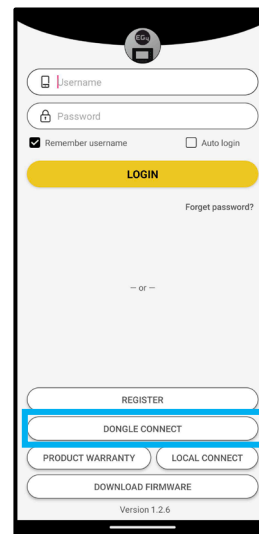 EG4
Username
Password
Remember username Auto login
LOGIN
Forget password?
— or —
REGISTER
DONGLE CONNECT
PRODUCT WARRANTY LOCAL CONNECT
DOWNLOAD FIRMWARE
Version 1.2.6